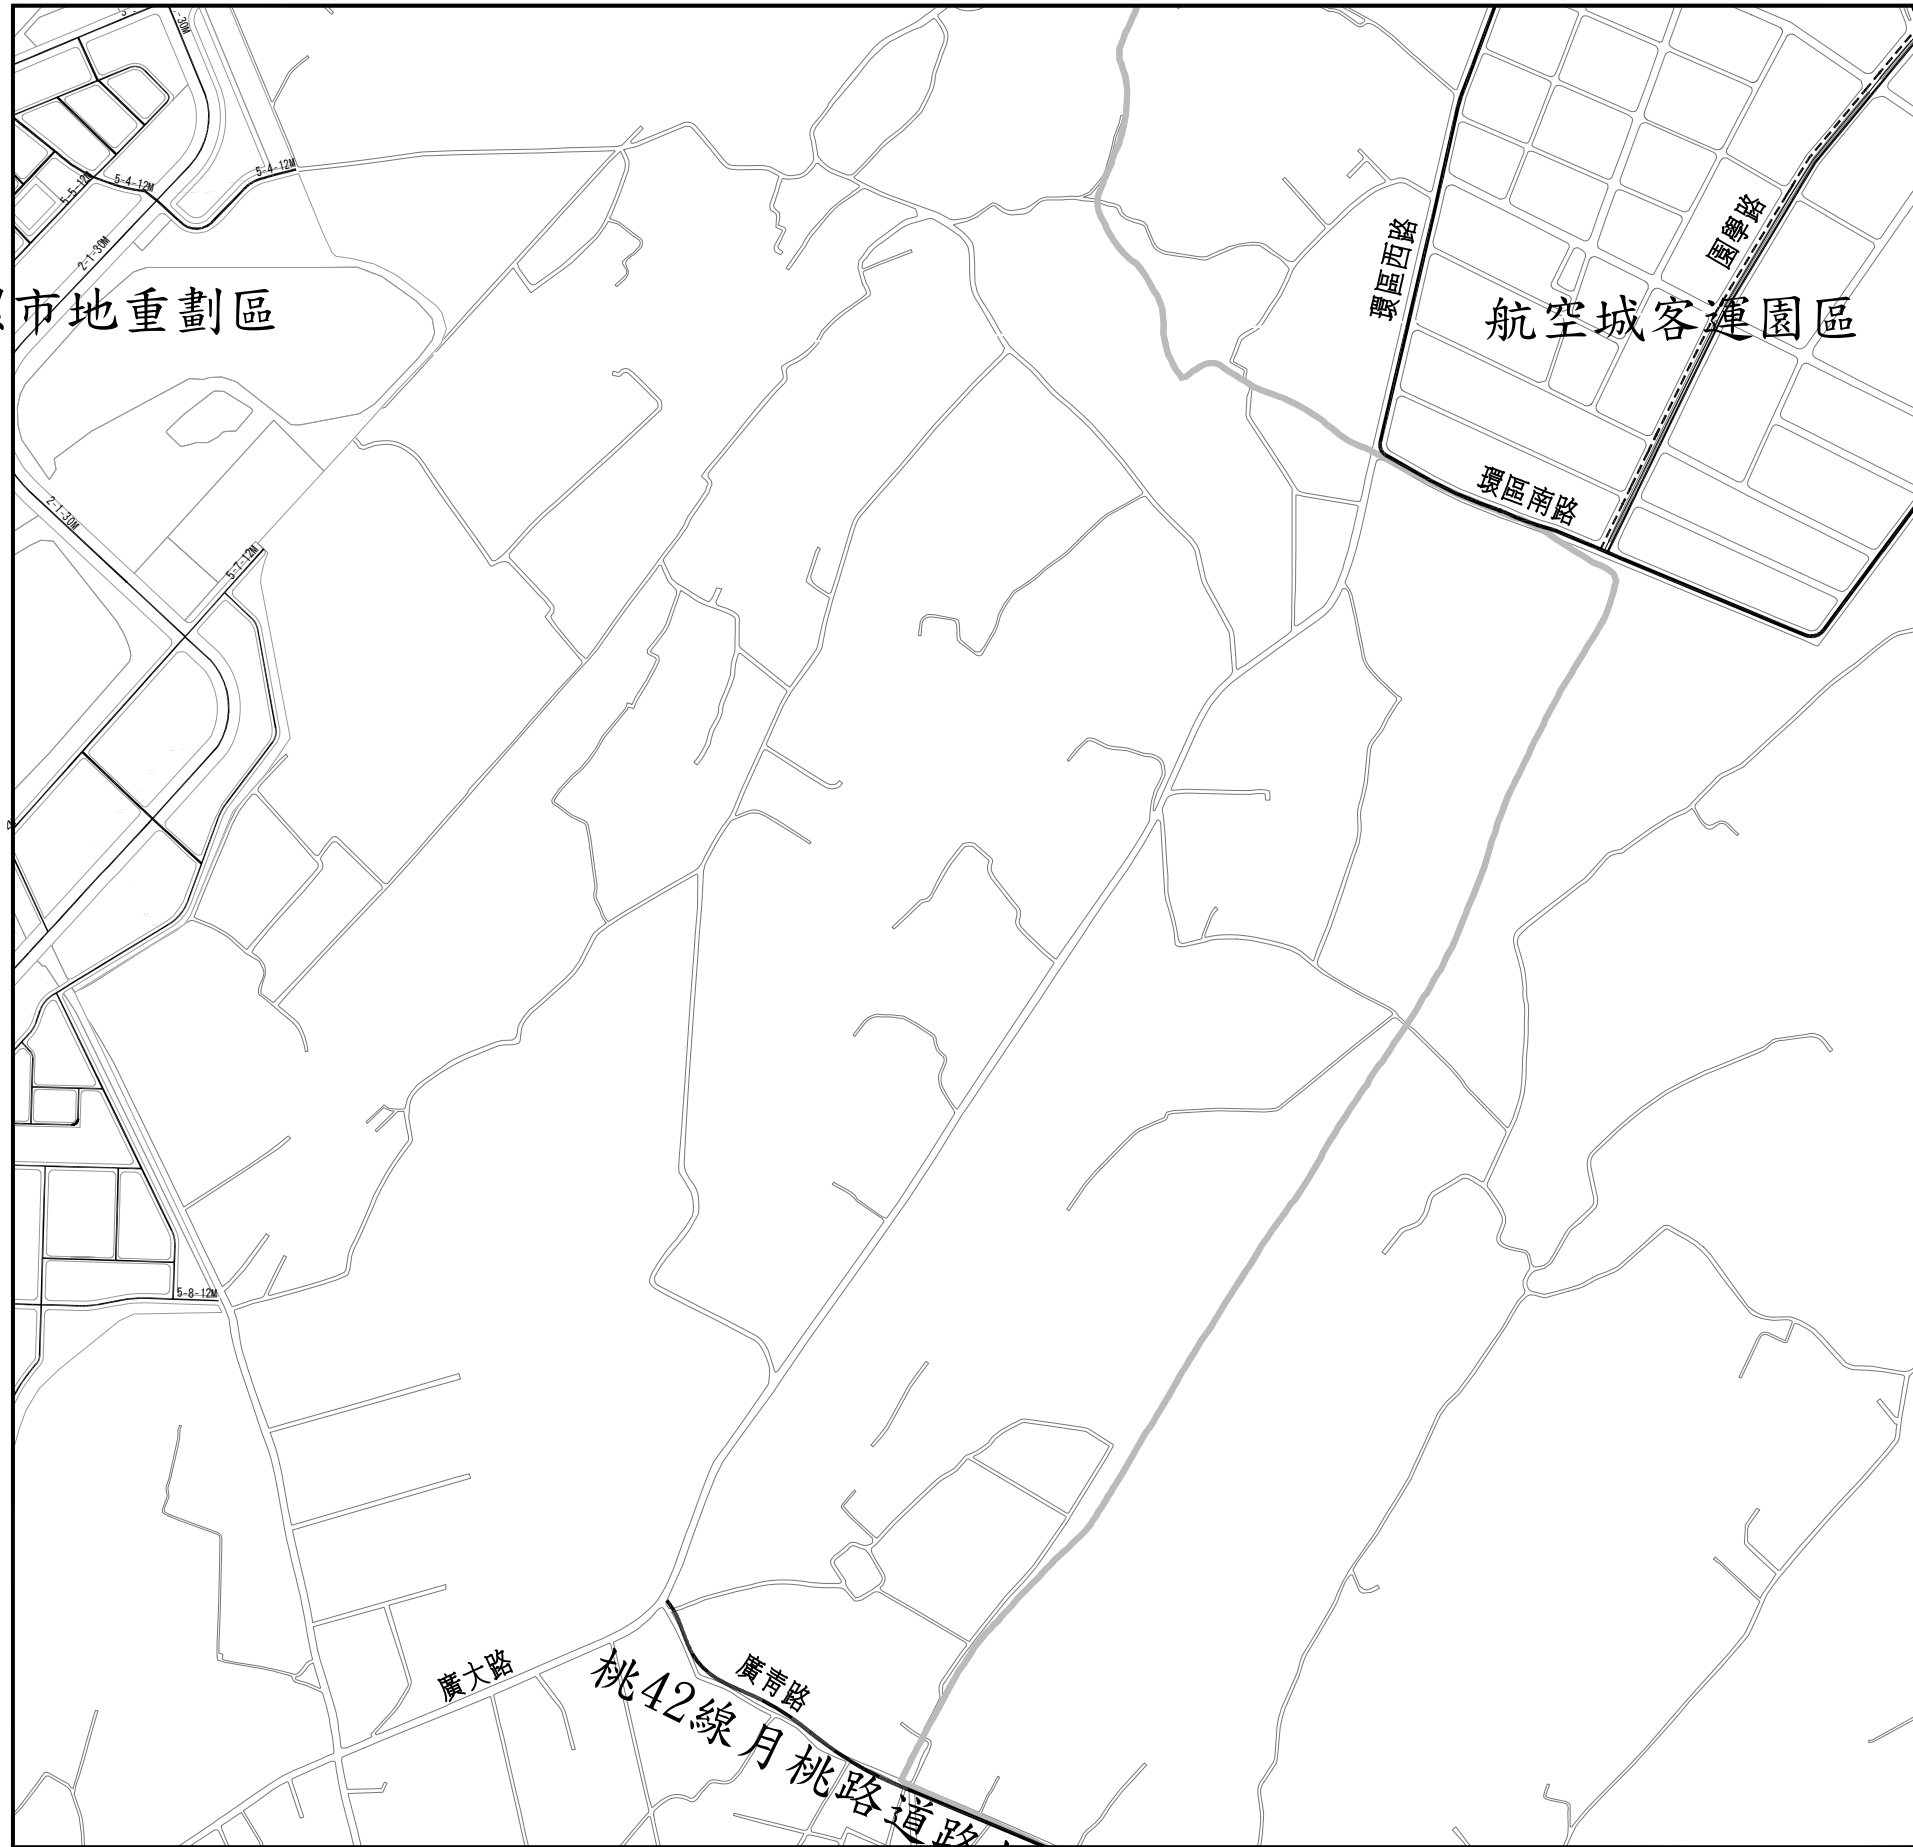 30M
5-4-12M
5-5-12M
5-4-12M
2-1-30M
環區西路
園學路
市地重劃區
航空城客運園區
環區南路
2-1-30M
5-7-12M
5-8-12M
廣大路
廣青路
桃42線月桃路道路